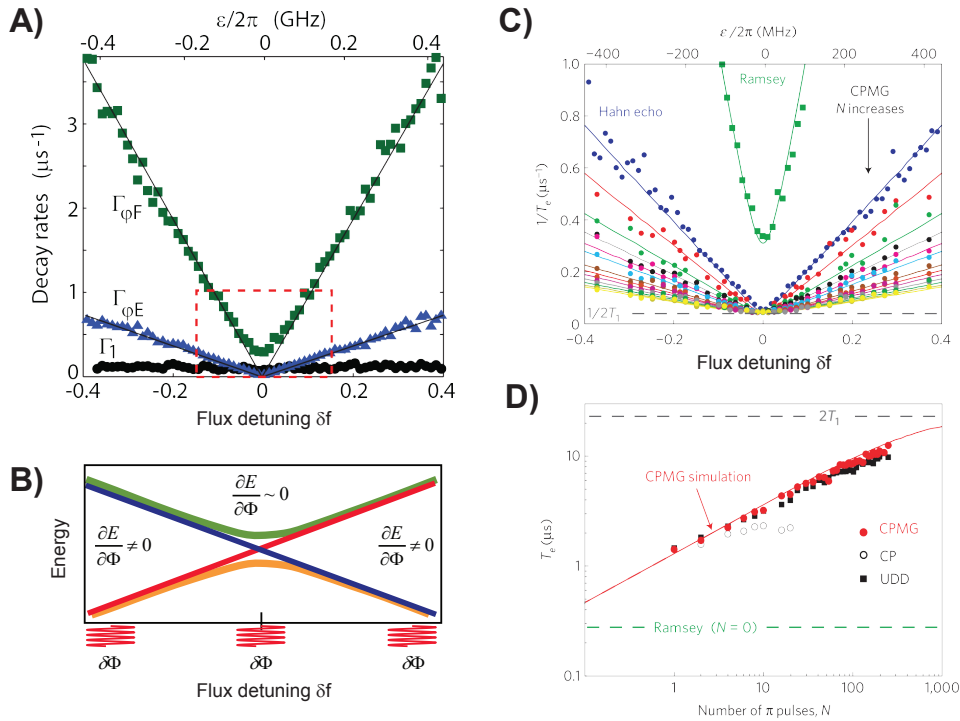 A)
ε/2π (GHz)
-0.4 -0.2 0 0.2 0.4
Decay rates (μs⁻¹)
3
2
1
0
ΓφF
ΓφE
Γ1
-0.4 -0.2 0 0.2 0.4
Flux detuning δf
B)
Energy
∂E/∂Φ ≠ 0
∂E/∂Φ ~ 0
∂E/∂Φ ≠ 0
δΦ δΦ δΦ
Flux detuning δf
C)
ε/2π (MHz)
-400 -200 0 200 400
1/Te (μs⁻¹)
1.0
0.8
0.6
0.4
0.2
0
Ramsey
Hahn echo
CPMG
N increases
1/2T1
-0.4 -0.2 0 0.2 0.4
Flux detuning δf
D)
2T1
Te (μs)
10
1
0.1
CPMG simulation
CPMG
CP
UDD
Ramsey (N = 0)
1 10 100 1,000
Number of π pulses, N